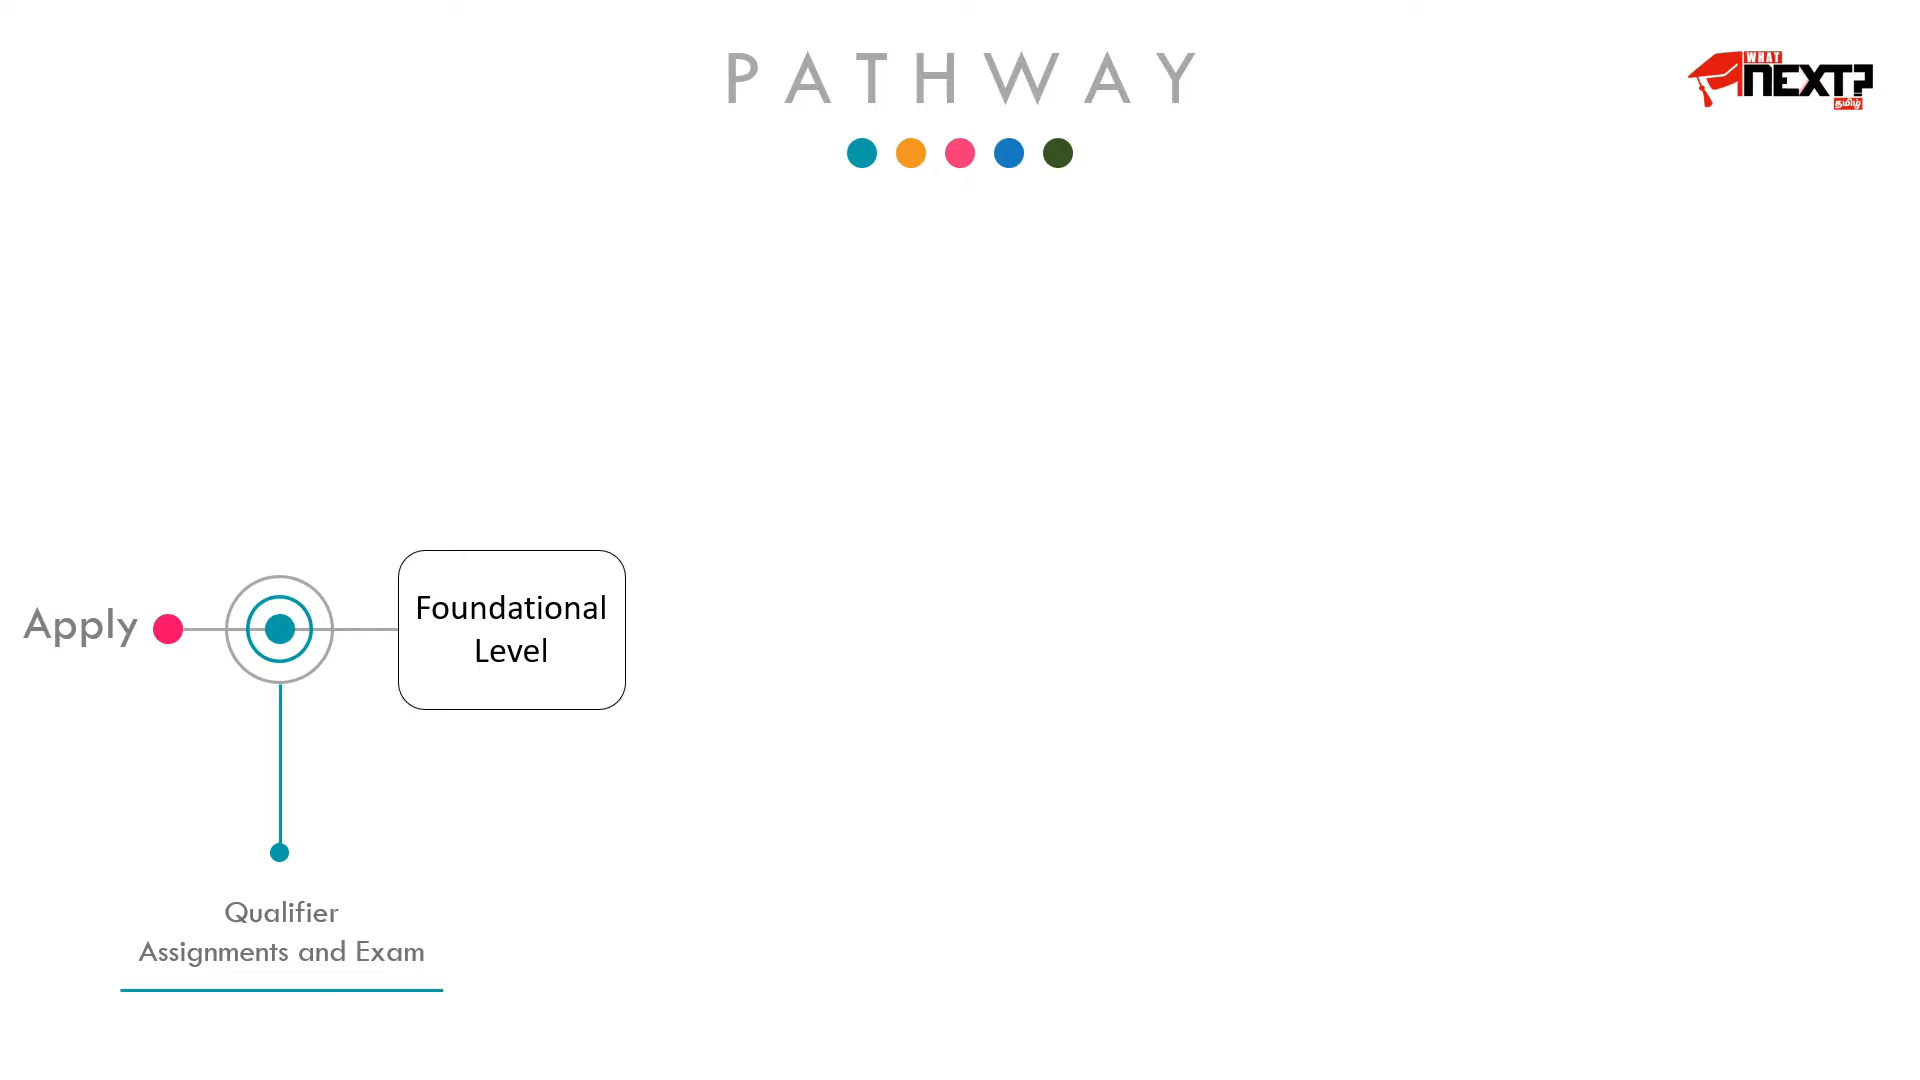 PATHWAY
WHAT
NEXT?
தமிழ்
Apply
Foundational
Level
Qualifier
Assignments and Exam